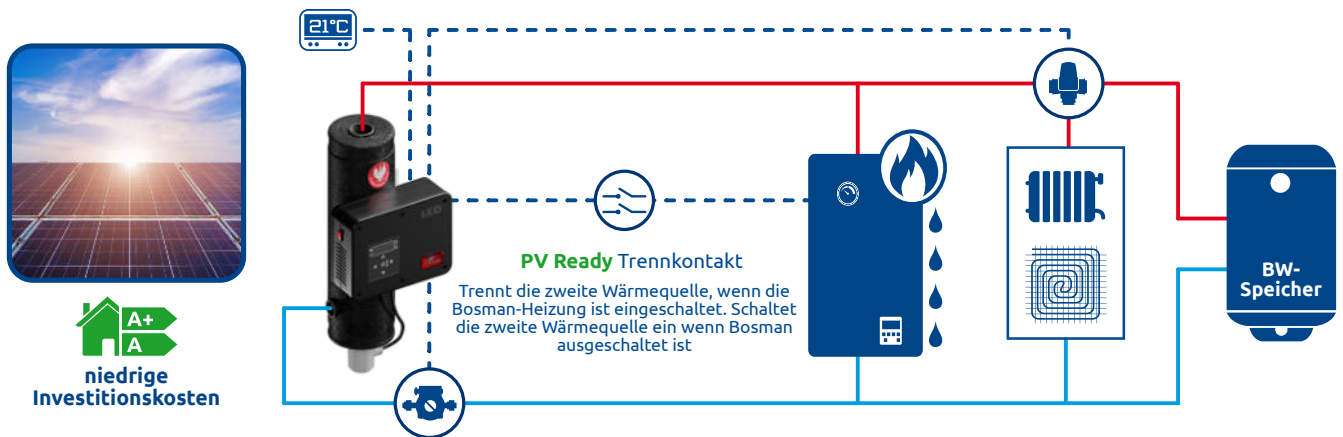 21°C
LED
PV Ready Trennkontakt
Trennt die zweite Wärmequelle, wenn die
Bosman-Heizung ist eingeschaltet. Schaltet
die zweite Wärmequelle ein wenn Bosman
ausgeschaltet ist
A+
A
niedrige
Investitionskosten
BW-
Speicher